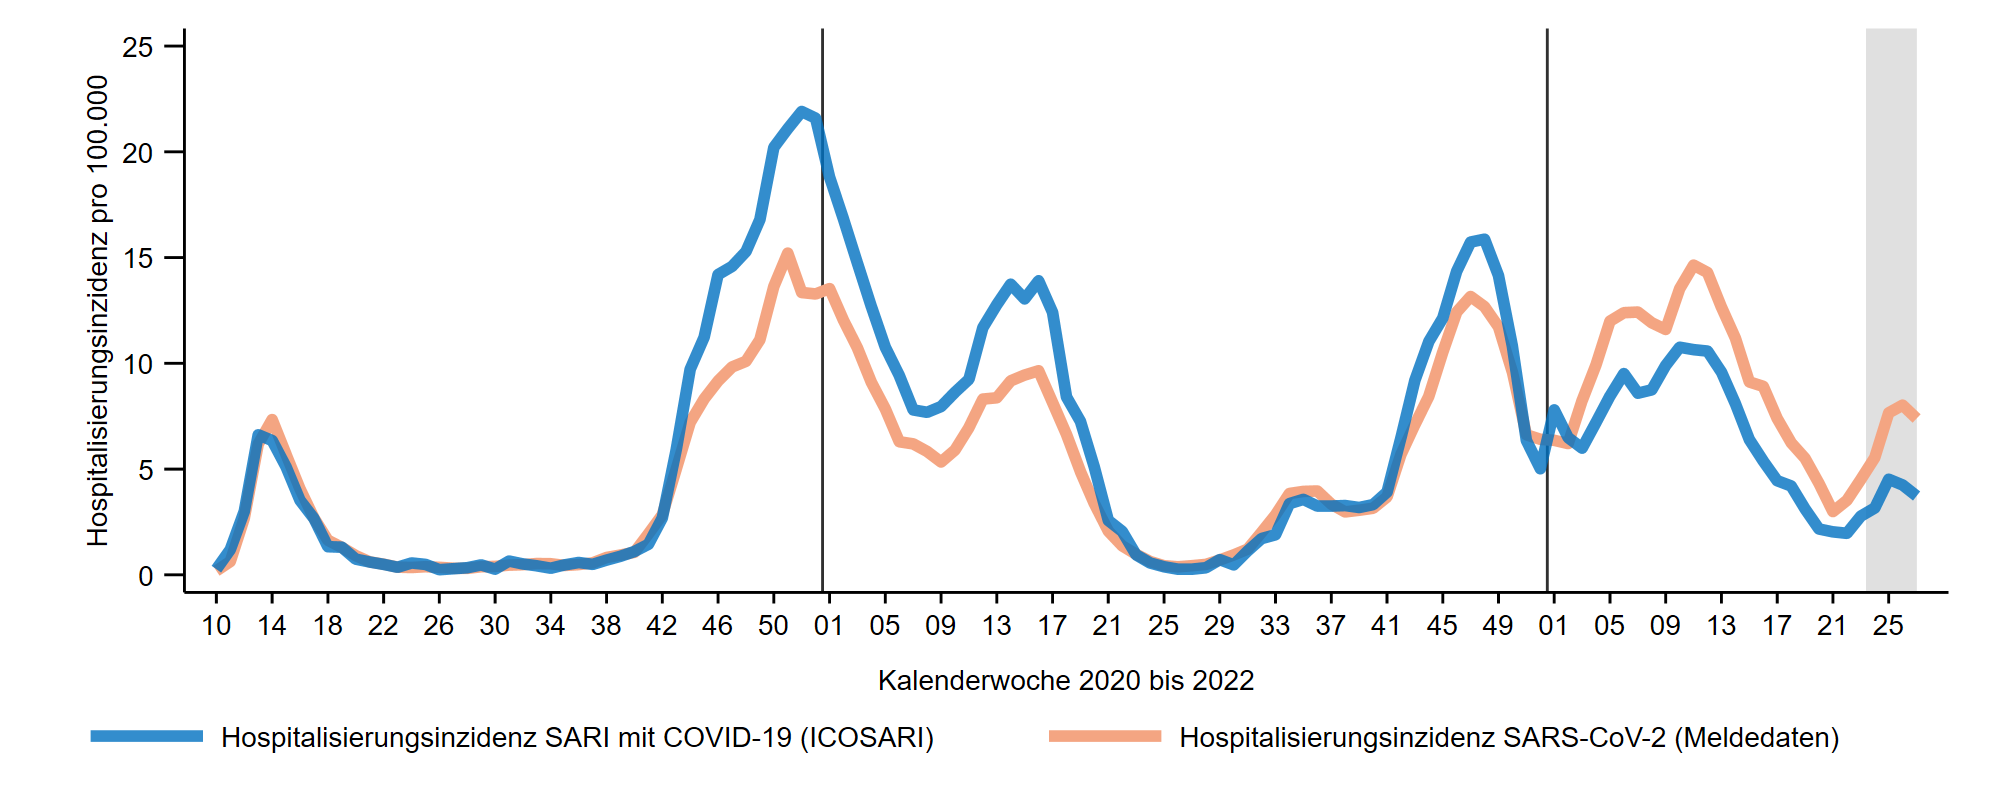 Hospitalisierungsinzidenz pro 100.000
25
20
15
10
5
0
10 14 18 22 26 30 34 38 42 46 50 01 05 09 13 17 21 25 29 33 37 41 45 49 01 05 09 13 17 21 25
Kalenderwoche 2020 bis 2022
Hospitalisierungsinzidenz SARI mit COVID-19 (ICOSARI)
Hospitalisierungsinzidenz SARS-CoV-2 (Meldedaten)